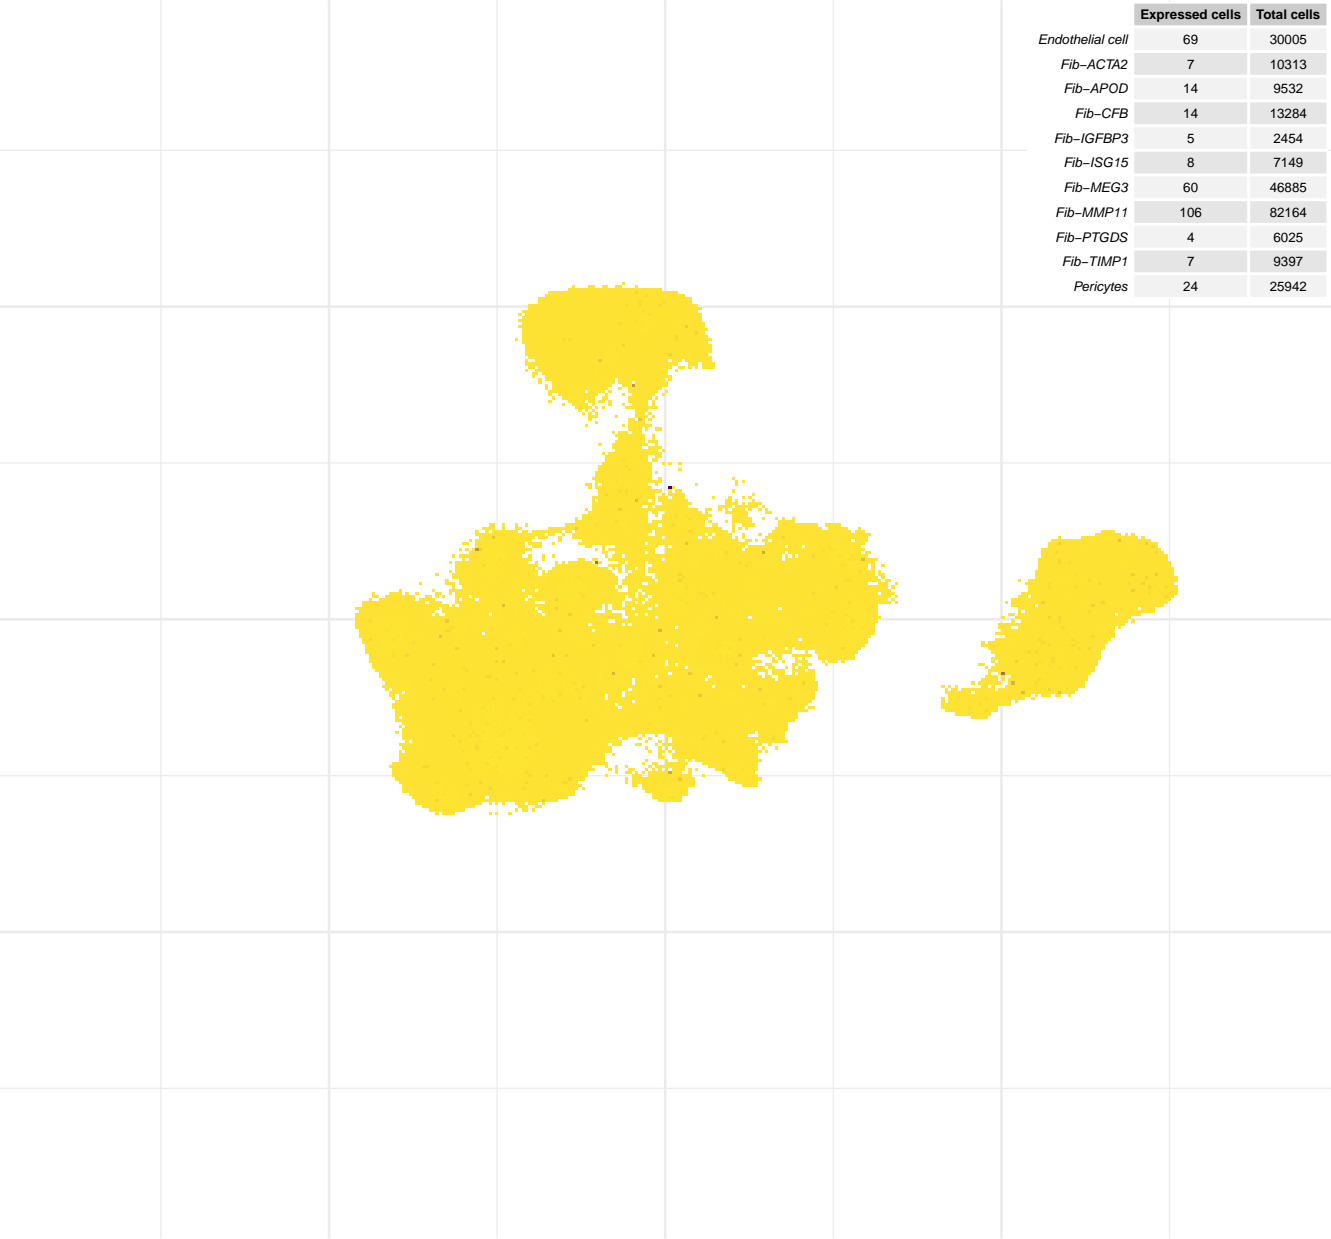 Expressed cells Total cells
Endothelial cell 69 30005
Fib−ACTA2 7 10313
Fib−APOD 14 9532
Fib−CFB 14 13284
Fib−IGFBP3 5 2454
Fib−ISG15 8 7149
Fib−MEG3 60 46885
Fib−MMP11 106 82164
Fib−PTGDS 4 6025
Fib−TIMP1 7 9397
Pericytes 24 25942